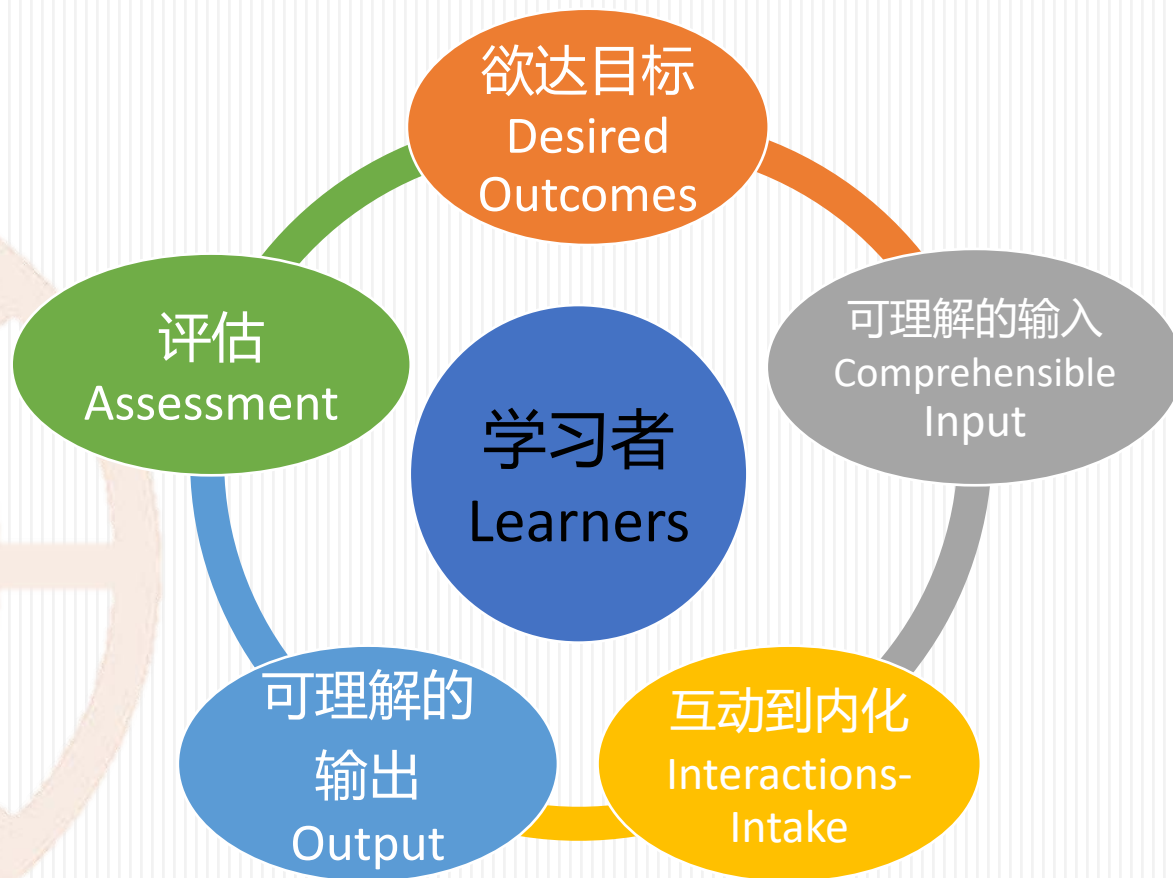 欲达目标
Desired
Outcomes
可理解的输入
Comprehensible
Input
互动到内化
Interactions-
Intake
可理解的
输出
Output
评估
Assessment
学习者
Learners